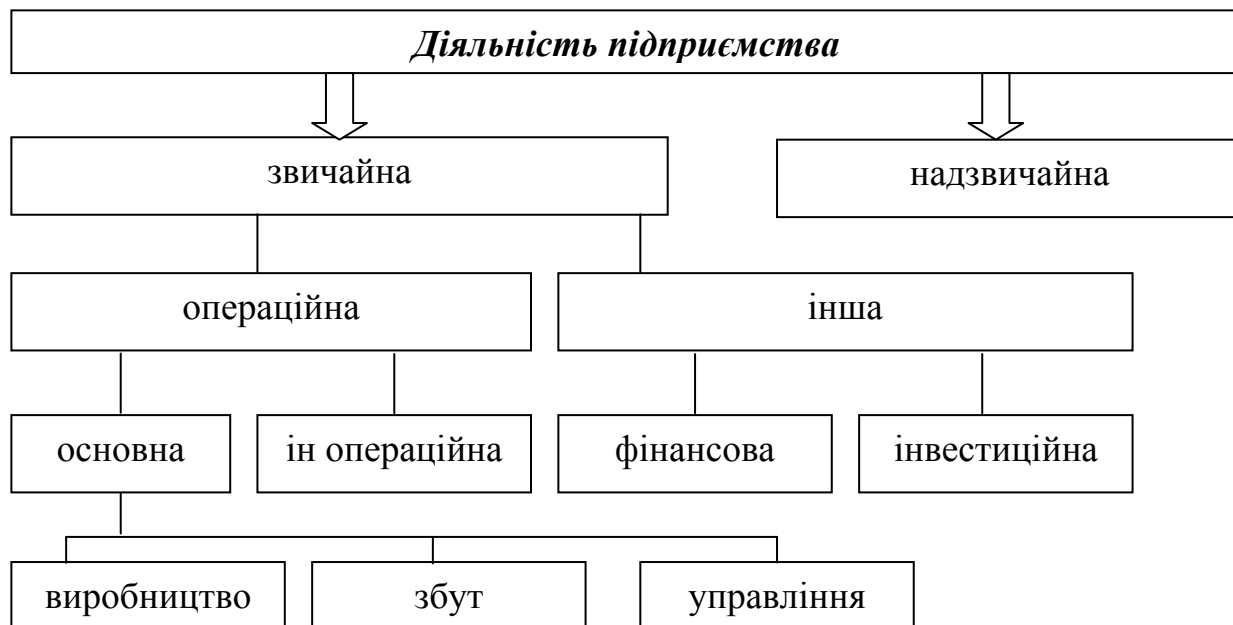 Діяльність підприємства
звичайна
надзвичайна
операційна
інша
основна
ін операційна
фінансова
інвестиційна
виробництво
збут
управління